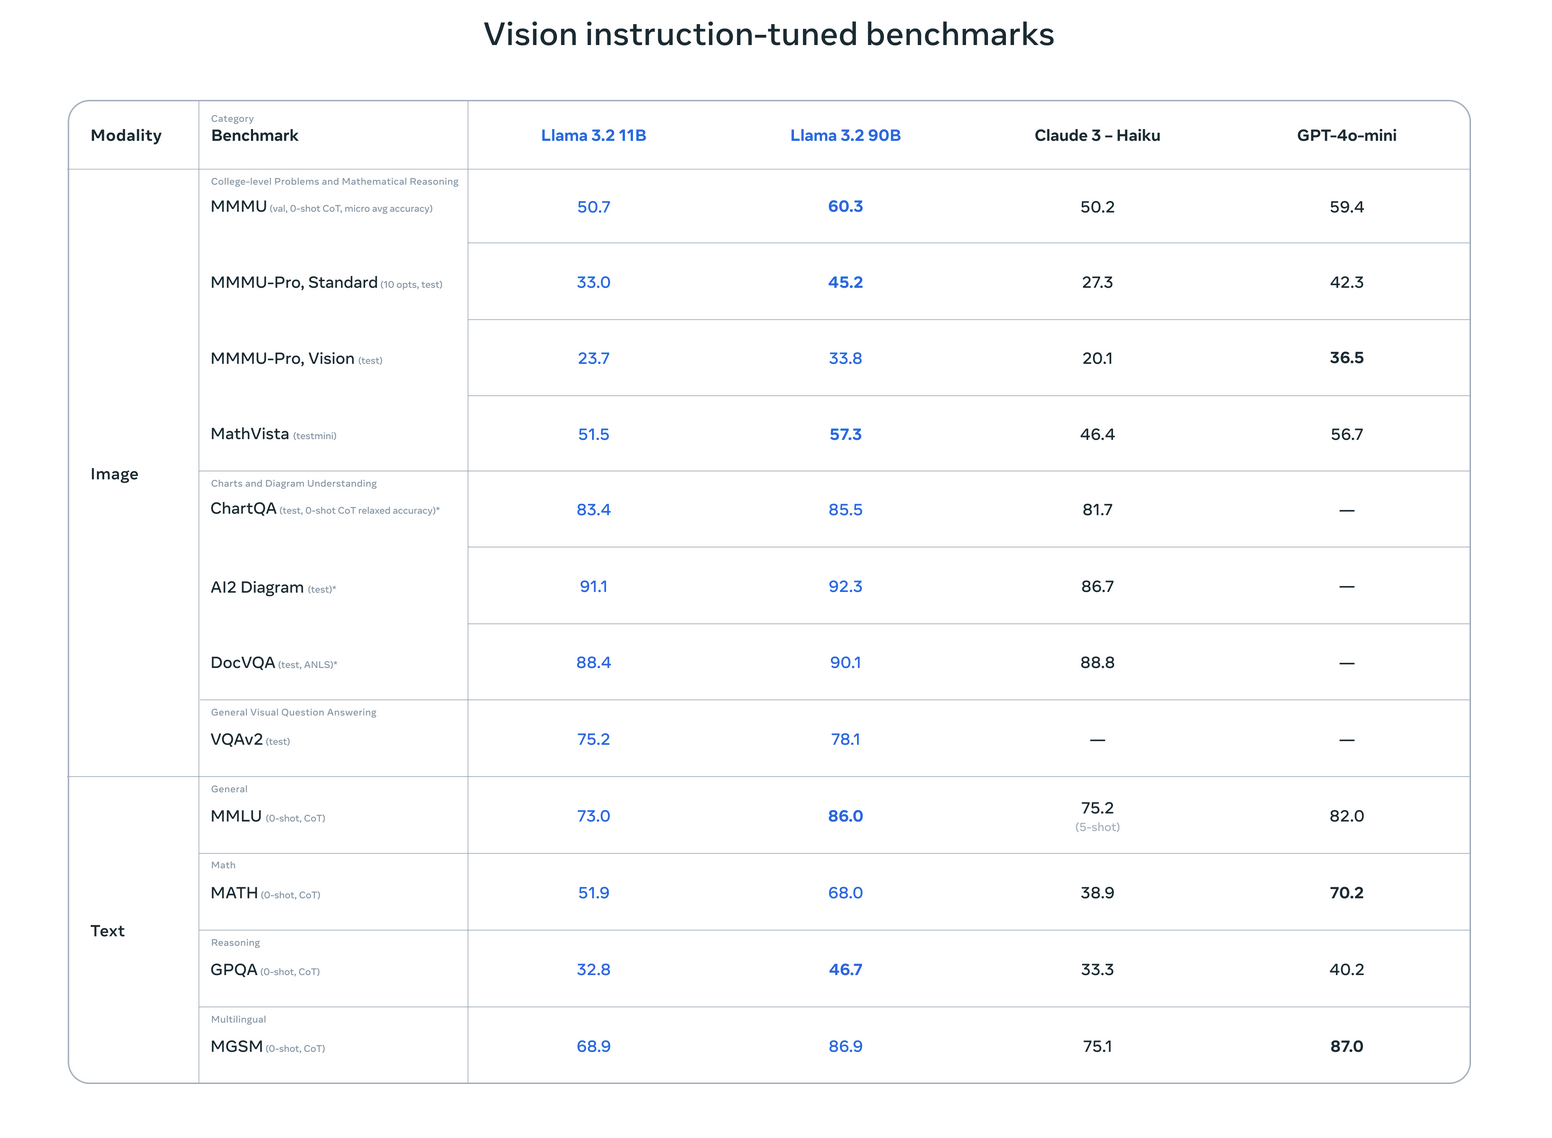 Vision instruction-tuned benchmarks
Modality
Category
Benchmark
Llama 3.2 11B
Llama 3.2 90B
Claude 3 – Haiku
GPT-4o-mini
Image
College-level Problems and Mathematical Reasoning
MMMU (val, 0-shot CoT, micro avg accuracy) 50.7 60.3 50.2 59.4
MMMU-Pro, Standard (10 opts, test) 33.0 45.2 27.3 42.3
MMMU-Pro, Vision (test) 23.7 33.8 20.1 36.5
MathVista (testmini) 51.5 57.3 46.4 56.7
Charts and Diagram Understanding
ChartQA (test, 0-shot CoT relaxed accuracy)* 83.4 85.5 81.7 —
AI2 Diagram (test)* 91.1 92.3 86.7 —
DocVQA (test, ANLS)* 88.4 90.1 88.8 —
General Visual Question Answering
VQAv2 (test) 75.2 78.1 — —
Text
General
MMLU (0-shot, CoT) 73.0 86.0 75.2 (5-shot) 82.0
Math
MATH (0-shot, CoT) 51.9 68.0 38.9 70.2
Reasoning
GPQA (0-shot, CoT) 32.8 46.7 33.3 40.2
Multilingual
MGSM (0-shot, CoT) 68.9 86.9 75.1 87.0